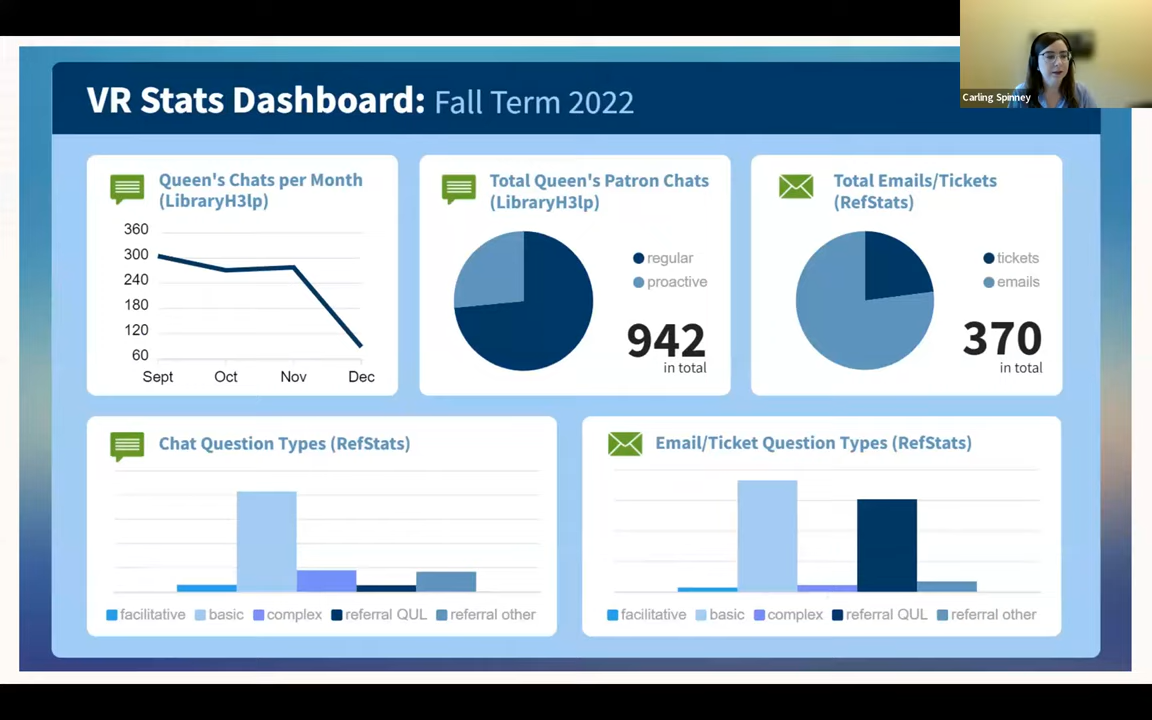 Carling Spinney
VR Stats Dashboard: Fall Term 2022
Queen's Chats per Month
(LibraryH3lp)
360
300
240
180
120
60
Sept Oct Nov Dec
Total Queen's Patron Chats
(LibraryH3lp)
regular
proactive
942
in total
Total Emails/Tickets
(RefStats)
tickets
emails
370
in total
Chat Question Types (RefStats)
facilitative basic complex referral QUL referral other
Email/Ticket Question Types (RefStats)
facilitative basic complex referral QUL referral other